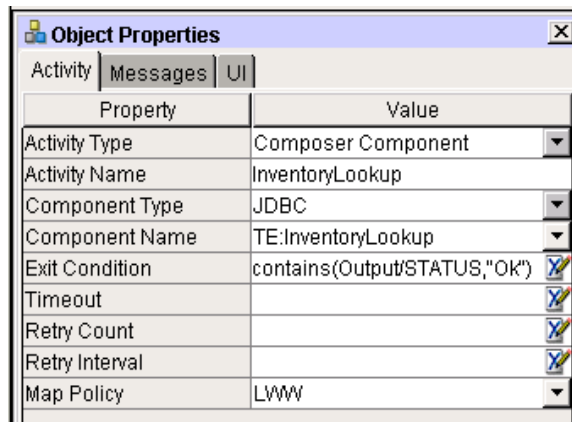 Object Properties
Activity Messages UI
Property Value
Activity Type Composer Component
Activity Name InventoryLookup
Component Type JDBC
Component Name TE:InventoryLookup
Exit Condition contains(Output/STATUS,"Ok")
Timeout
Retry Count
Retry Interval
Map Policy LWW